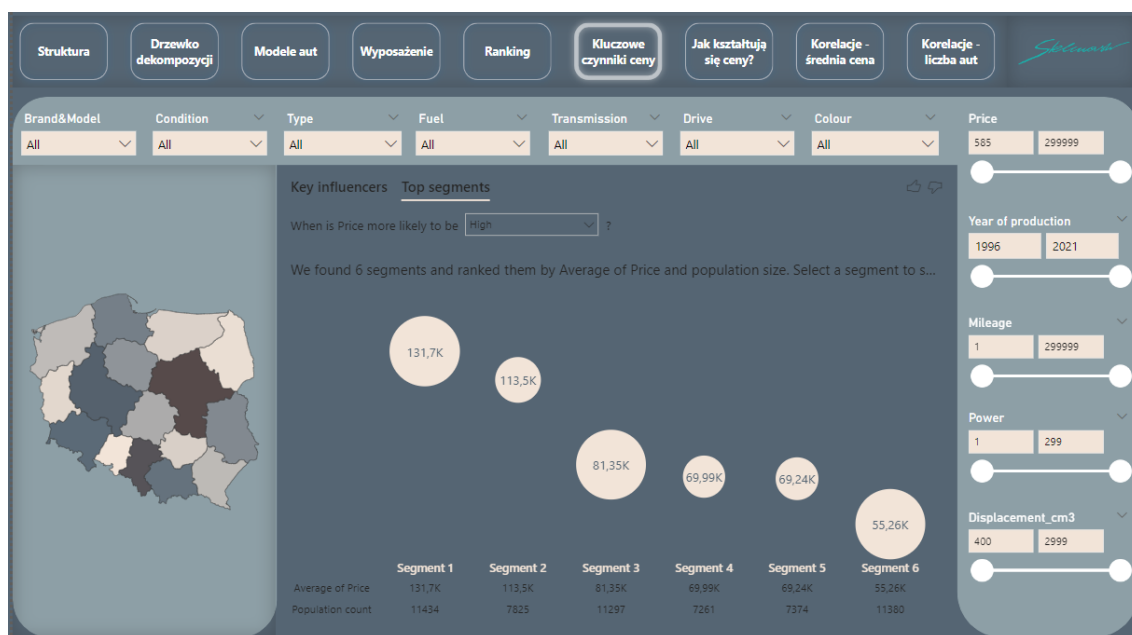 Struktura
Drzewko
dekompozycji
Modele aut
Wyposażenie
Ranking
Kluczowe
czynniki ceny
Jak kształtują
się ceny?
Korelacje -
średnia cena
Korelacje -
liczba aut
Brand&Model
Condition
Type
Fuel
Transmission
Drive
Colour
All
All
All
All
All
All
All
Price
585
299999
Key influencers
Top segments
When is Price more likely to be
High
?
Year of production
1996
2021
We found 6 segments and ranked them by Average of Price and population size. Select a segment to s...
Mileage
1
299999
131,7K
113,5K
81,35K
69,99K
69,24K
55,26K
Power
1
299
Displacement_cm3
400
2999
Segment 1 Segment 2 Segment 3 Segment 4 Segment 5 Segment 6
Average of Price 131,7K 113,5K 81,35K 69,99K 69,24K 55,26K
Population count 11434 7825 11297 7261 7374 11380